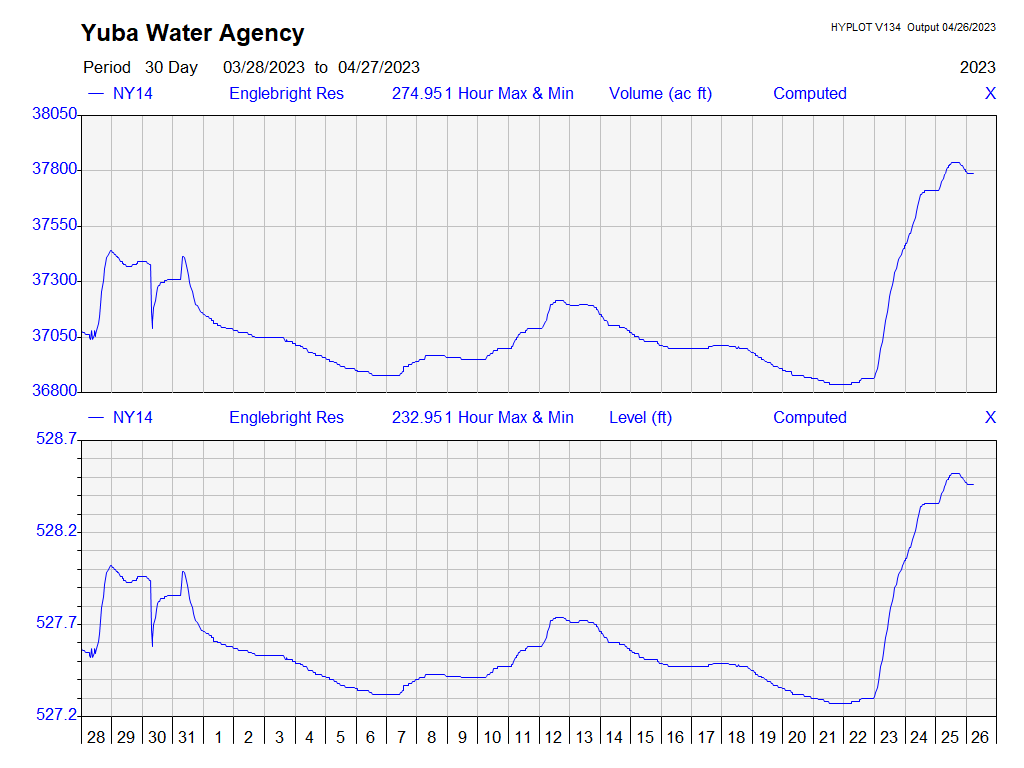 Yuba Water Agency
HYPLOT V134 Output 04/26/2023
Period 30 Day 03/28/2023 to 04/27/2023 2023
NY14 Englebright Res 274.951 Hour Max & Min Volume (ac ft) Computed X
38050
37800
37550
37300
37050
36800
NY14 Englebright Res 232.951 Hour Max & Min Level (ft) Computed X
528.7
528.2
527.7
527.2
28 29 30 31 1 2 3 4 5 6 7 8 9 10 11 12 13 14 15 16 17 18 19 20 21 22 23 24 25 26